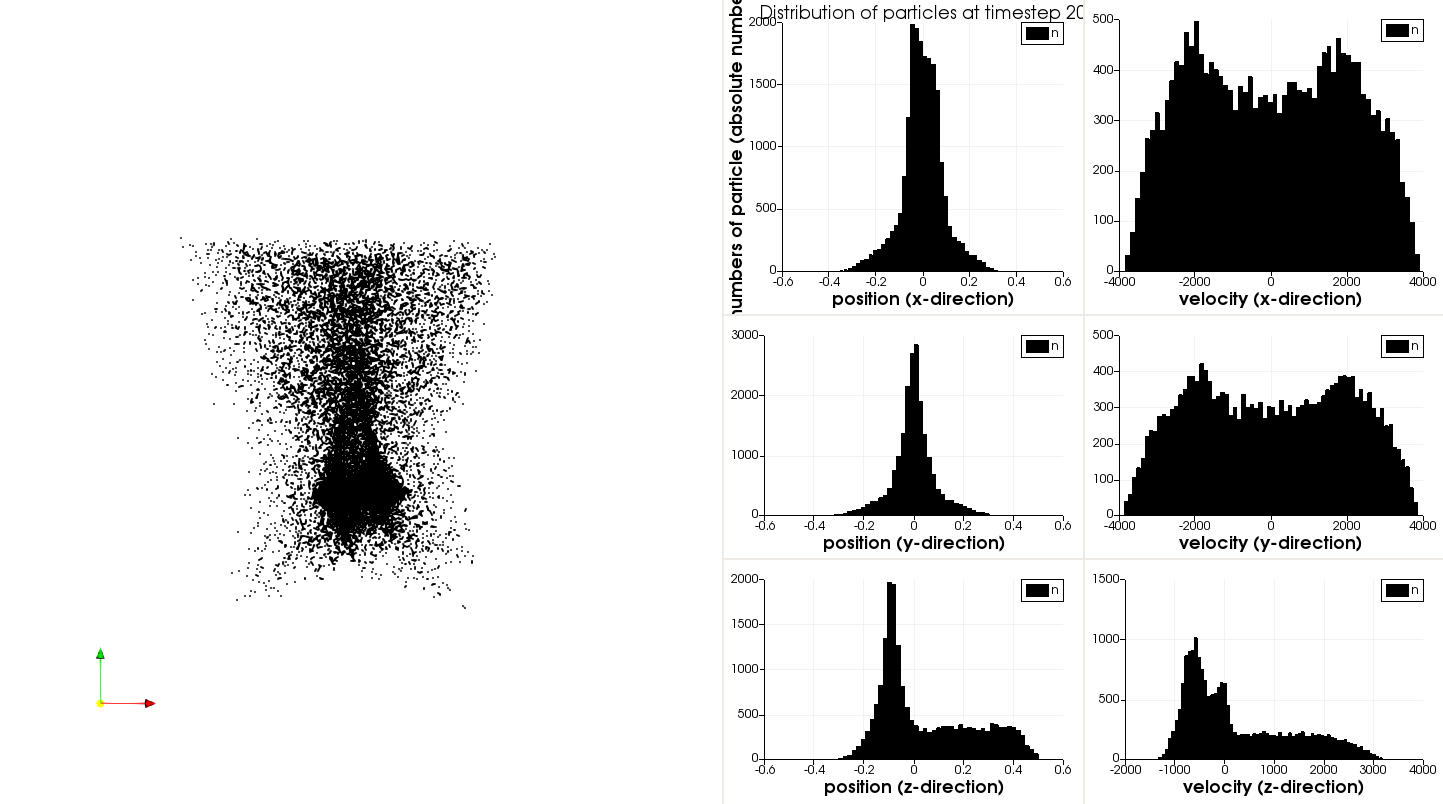 Distribution of particles at timestep 20
numbers of particle (absolute numbe
2000
1500
1000
500
0
-0.6 -0.4 -0.2 0 0.2 0.4 0.6
position (x-direction)
n
500
400
300
200
100
0
-4000 -2000 0 2000 4000
velocity (x-direction)
n
3000
2000
1000
0
-0.6 -0.4 -0.2 0 0.2 0.4 0.6
position (y-direction)
n
500
400
300
200
100
0
-4000 -2000 0 2000 4000
velocity (y-direction)
n
2000
1500
1000
500
0
-0.6 -0.4 -0.2 0 0.2 0.4 0.6
position (z-direction)
n
1500
1000
500
0
-2000 -1000 0 1000 2000 3000 4000
velocity (z-direction)
n